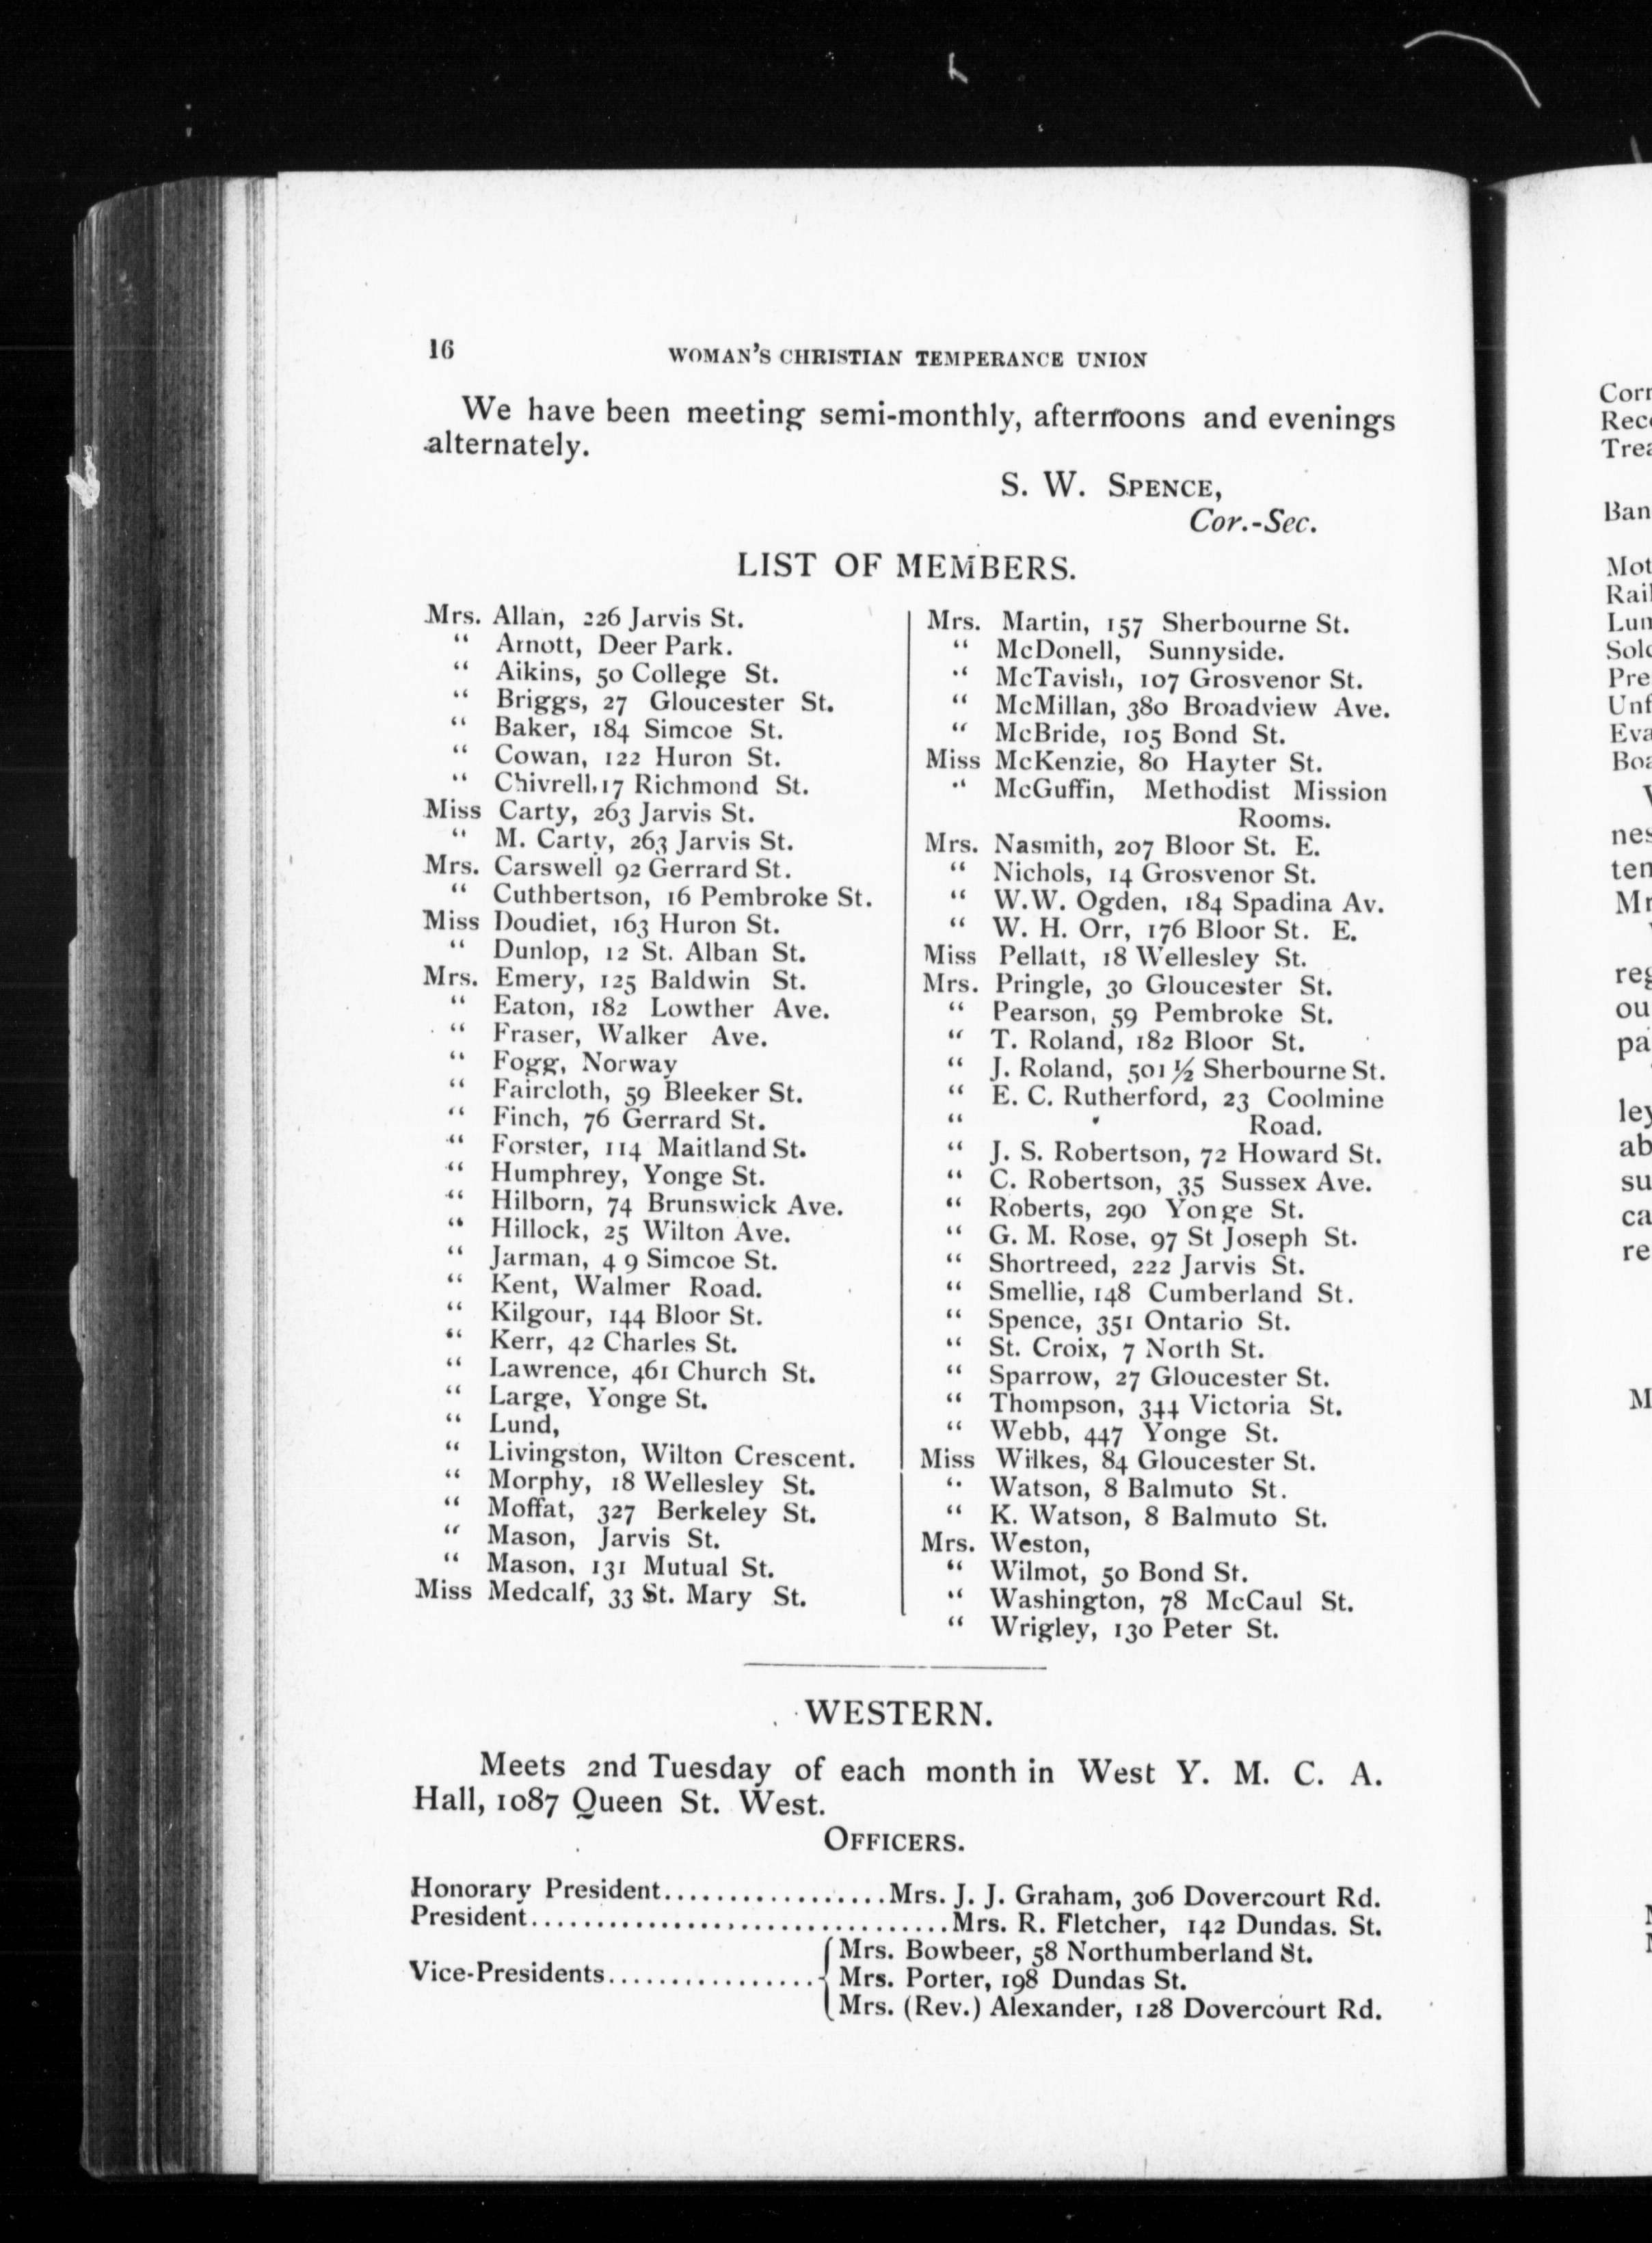 16
WOMAN'S CHRISTIAN TEMPERANCE UNION
We have been meeting semi-monthly, afternoons and evenings
alternately.
S. W. SPENCE,
Cor.-Sec.
LIST OF MEMBERS.
Mrs. Allan, 226 Jarvis St.
“ Arnott, Deer Park.
“ Aikins, 50 College St.
“ Briggs, 27 Gloucester St.
“ Baker, 184 Simcoe St.
“ Cowan, 122 Huron St.
“ Chivrell, 17 Richmond St.
Miss Carty, 263 Jarvis St.
“ M. Carty, 263 Jarvis St.
Mrs. Carswell 92 Gerrard St.
“ Cuthbertson, 16 Pembroke St.
Miss Doudiet, 163 Huron St.
“ Dunlop, 12 St. Alban St.
Mrs. Emery, 125 Baldwin St.
“ Eaton, 182 Lowther Ave.
“ Fraser, Walker Ave.
“ Fogg, Norway
“ Faircloth, 59 Bleeker St.
“ Finch, 76 Gerrard St.
“ Forster, 114 Maitland St.
“ Humphrey, Yonge St.
“ Hilborn, 74 Brunswick Ave.
“ Hillock, 25 Wilton Ave.
“ Jarman, 4 9 Simcoe St.
“ Kent, Walmer Road.
“ Kilgour, 144 Bloor St.
“ Kerr, 42 Charles St.
“ Lawrence, 461 Church St.
“ Large, Yonge St.
“ Lund,
“ Livingston, Wilton Crescent.
“ Morphy, 18 Wellesley St.
“ Moffat, 327 Berkeley St.
“ Mason, Jarvis St.
“ Mason, 131 Mutual St.
Miss Medcalf, 33 St. Mary St.
Mrs. Martin, 157 Sherbourne St.
“ McDonell, Sunnyside.
“ McTavish, 107 Grosvenor St.
“ McMillan, 380 Broadview Ave.
“ McBride, 105 Bond St.
Miss McKenzie, 80 Hayter St.
“ McGuffin, Methodist Mission
Rooms.
Mrs. Nasmith, 207 Bloor St. E.
“ Nichols, 14 Grosvenor St.
“ W.W. Ogden, 184 Spadina Av.
“ W. H. Orr, 176 Bloor St. E.
Miss Pellatt, 18 Wellesley St.
Mrs. Pringle, 30 Gloucester St.
“ Pearson, 59 Pembroke St.
“ T. Roland, 182 Bloor St.
“ J. Roland, 501 ½ Sherbourne St.
“ E. C. Rutherford, 23 Coolmine
“ Road.
“ J. S. Robertson, 72 Howard St.
“ C. Robertson, 35 Sussex Ave.
“ Roberts, 290 Yonge St.
“ G. M. Rose, 97 St Joseph St.
“ Shortreed, 222 Jarvis St.
“ Smellie, 148 Cumberland St.
“ Spence, 351 Ontario St.
“ St. Croix, 7 North St.
“ Sparrow, 27 Gloucester St.
“ Thompson, 344 Victoria St.
“ Webb, 447 Yonge St.
Miss Wilkes, 84 Gloucester St.
“ Watson, 8 Balmuto St.
“ K. Watson, 8 Balmuto St.
Mrs. Weston,
“ Wilmot, 50 Bond St.
“ Washington, 78 McCaul St.
“ Wrigley, 130 Peter St.
WESTERN.
Meets 2nd Tuesday of each month in West Y. M. C. A.
Hall, 1087 Queen St. West.
OFFICERS.
Honorary President.................Mrs. J. J. Graham, 306 Dovercourt Rd.
President................................Mrs. R. Fletcher, 142 Dundas. St.
Mrs. Bowbeer, 58 Northumberland St.
Vice-Presidents................Mrs. Porter, 198 Dundas St.
Mrs. (Rev.) Alexander, 128 Dovercourt Rd.